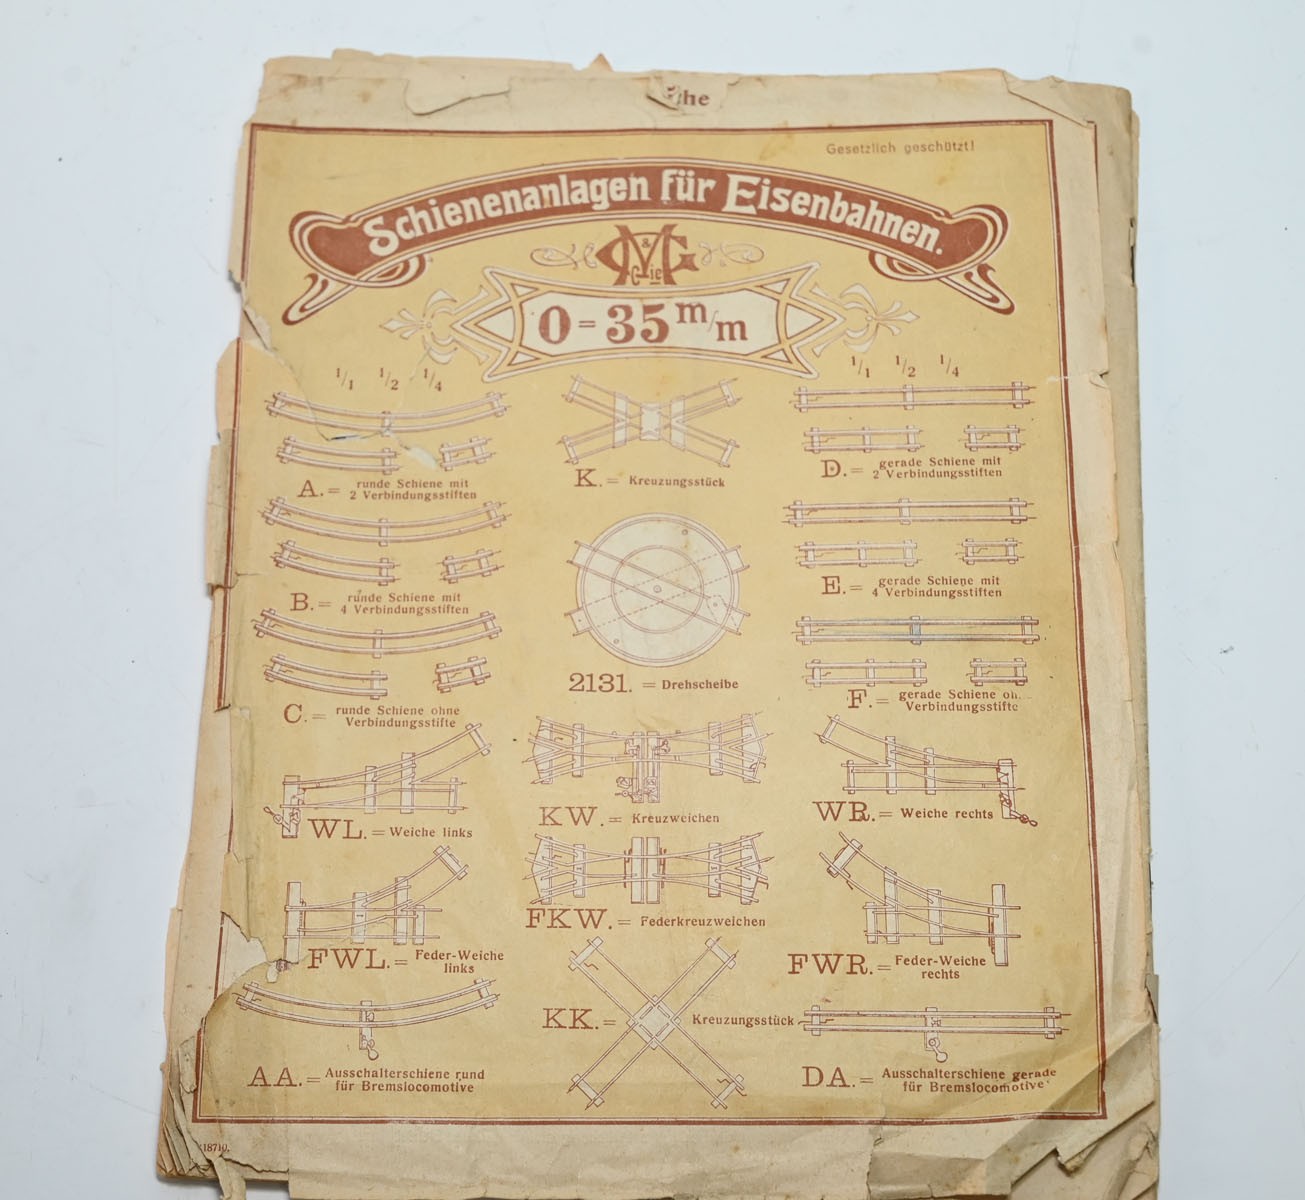 he
Gesetzlich geschützt!
Schienenanlagen für Eisenbahnen.
G M & Cie
0 = 35 m/m
1/1 1/2 1/4
1/1 1/2 1/4
A. = runde Schiene mit
2 Verbindungsstiften
K. = Kreuzungsstück
D. = gerade Schiene mit
2 Verbindungsstiften
B. = runde Schiene mit
4 Verbindungsstiften
E. = gerade Schiene mit
4 Verbindungsstiften
2131. = Drehscheibe
C. = runde Schiene ohne
Verbindungsstifte
F. = gerade Schiene oh
Verbindungsstifte
WL. = Weiche links
KW. = Kreuzweichen
WR. = Weiche rechts
FWL. = Feder-Weiche
links
FKW. = Federkreuzweichen
FWR. = Feder-Weiche
rechts
KK. = Kreuzungsstück
AA. = Ausschalterschiene rund
für Bremslocomotive
DA. = Ausschalterschiene gerade
für Bremslocomotive
18710.